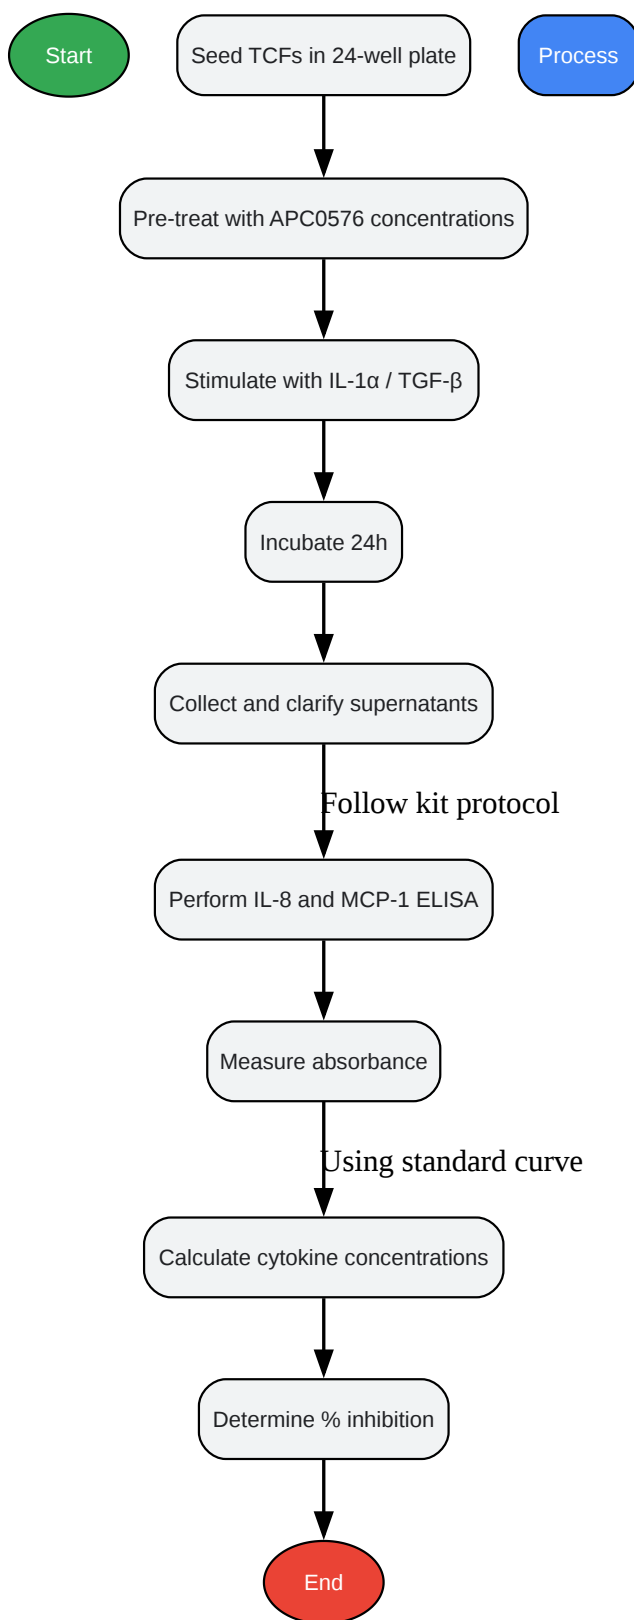 Start
Seed TCFs in 24-well plate
Process
Pre-treat with APC0576 concentrations
Stimulate with IL-1α / TGF-β
Incubate 24h
Collect and clarify supernatants
Follow kit protocol
Perform IL-8 and MCP-1 ELISA
Measure absorbance
Using standard curve
Calculate cytokine concentrations
Determine % inhibition
End